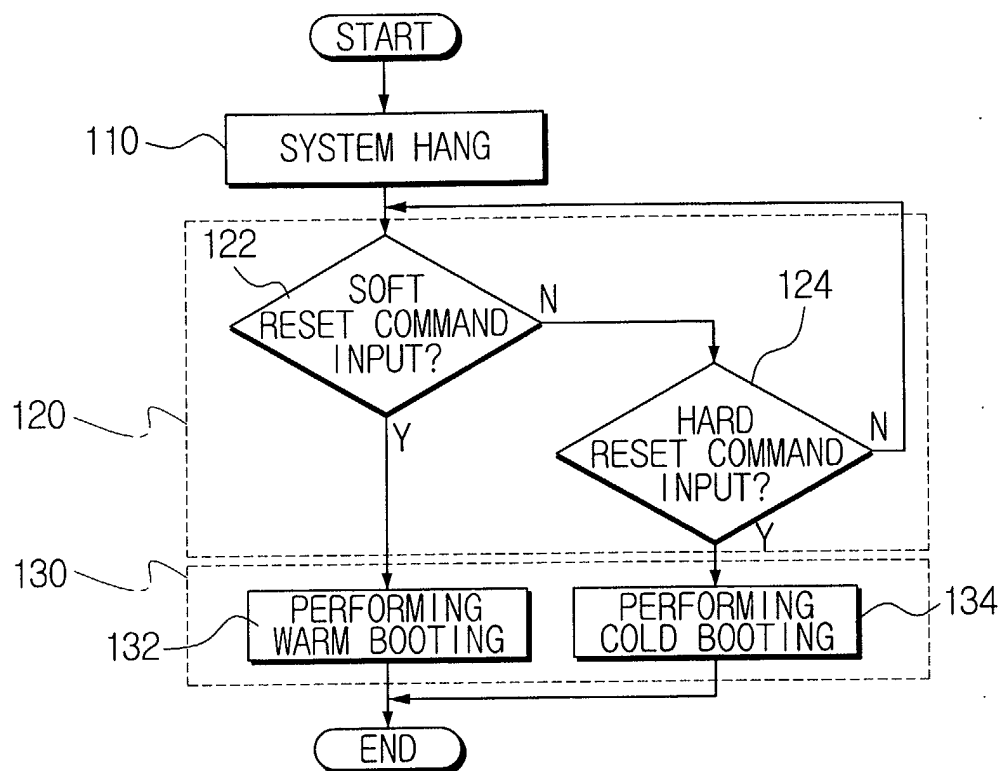 START
110
SYSTEM HANG
122
SOFT
RESET COMMAND
INPUT?
N
124
120
Y
HARD
RESET COMMAND
INPUT?
N
Y
130
132
PERFORMING
WARM BOOTING
PERFORMING
COLD BOOTING
134
END